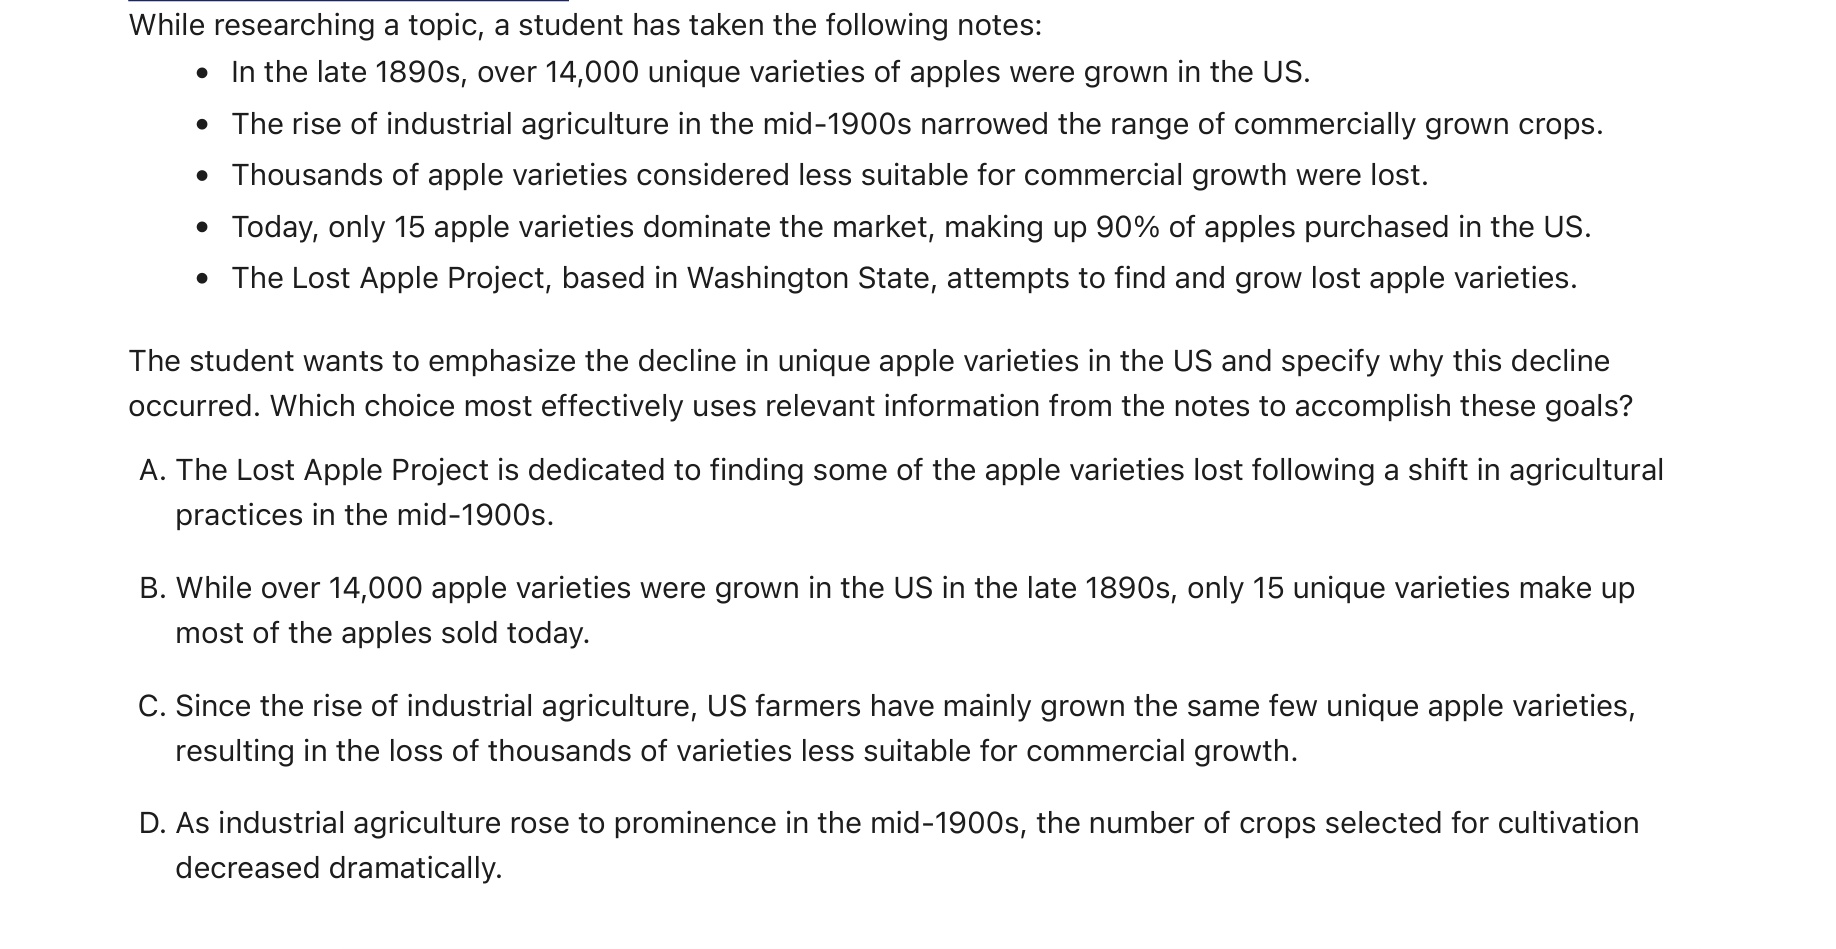 While researching a topic, a student has taken the following notes:
• In the late 1890s, over 14,000 unique varieties of apples were grown in the US.
• The rise of industrial agriculture in the mid-1900s narrowed the range of commercially grown crops.
• Thousands of apple varieties considered less suitable for commercial growth were lost.
• Today, only 15 apple varieties dominate the market, making up 90% of apples purchased in the US.
• The Lost Apple Project, based in Washington State, attempts to find and grow lost apple varieties.
The student wants to emphasize the decline in unique apple varieties in the US and specify why this decline
occurred. Which choice most effectively uses relevant information from the notes to accomplish these goals?
A. The Lost Apple Project is dedicated to finding some of the apple varieties lost following a shift in agricultural
practices in the mid-1900s.
B. While over 14,000 apple varieties were grown in the US in the late 1890s, only 15 unique varieties make up
most of the apples sold today.
C. Since the rise of industrial agriculture, US farmers have mainly grown the same few unique apple varieties,
resulting in the loss of thousands of varieties less suitable for commercial growth.
D. As industrial agriculture rose to prominence in the mid-1900s, the number of crops selected for cultivation
decreased dramatically.